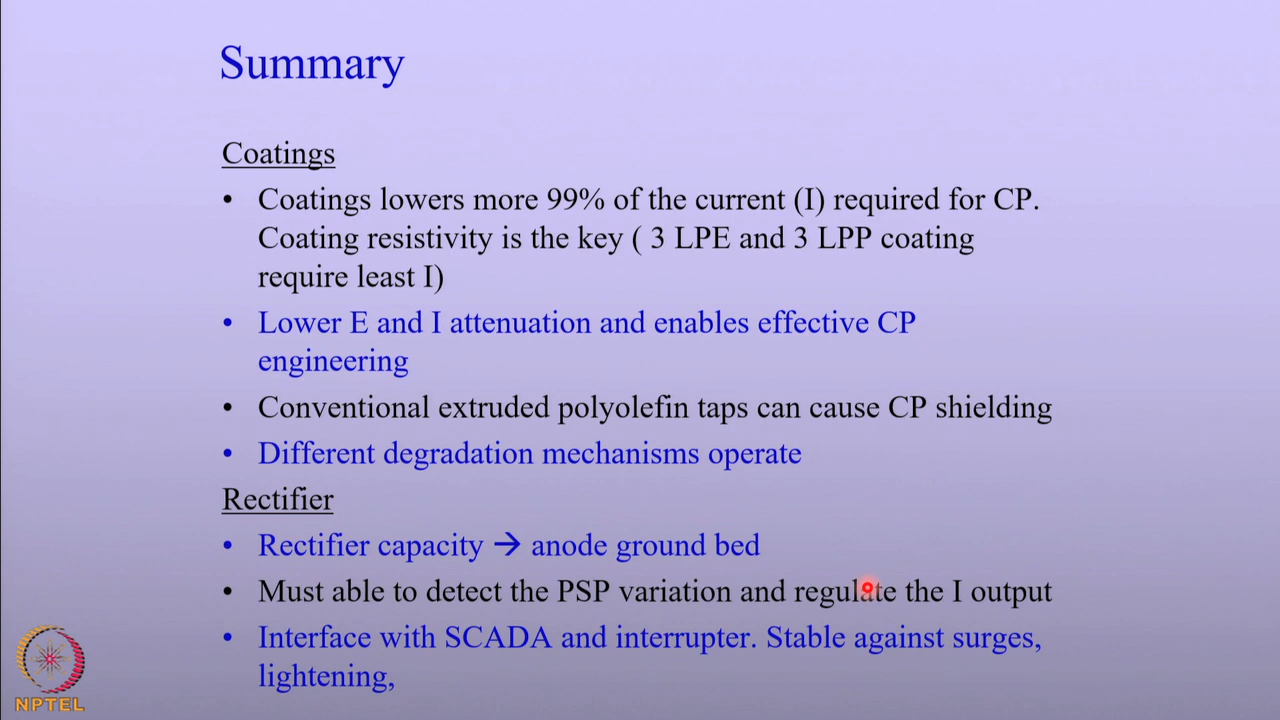 Summary
Coatings
• Coatings lowers more 99% of the current (I) required for CP.
Coating resistivity is the key ( 3 LPE and 3 LPP coating
require least I)
• Lower E and I attenuation and enables effective CP
engineering
• Conventional extruded polyolefin taps can cause CP shielding
• Different degradation mechanisms operate
Rectifier
• Rectifier capacity → anode ground bed
• Must able to detect the PSP variation and regulate the I output
• Interface with SCADA and interrupter. Stable against surges,
lightening,
NPTEL